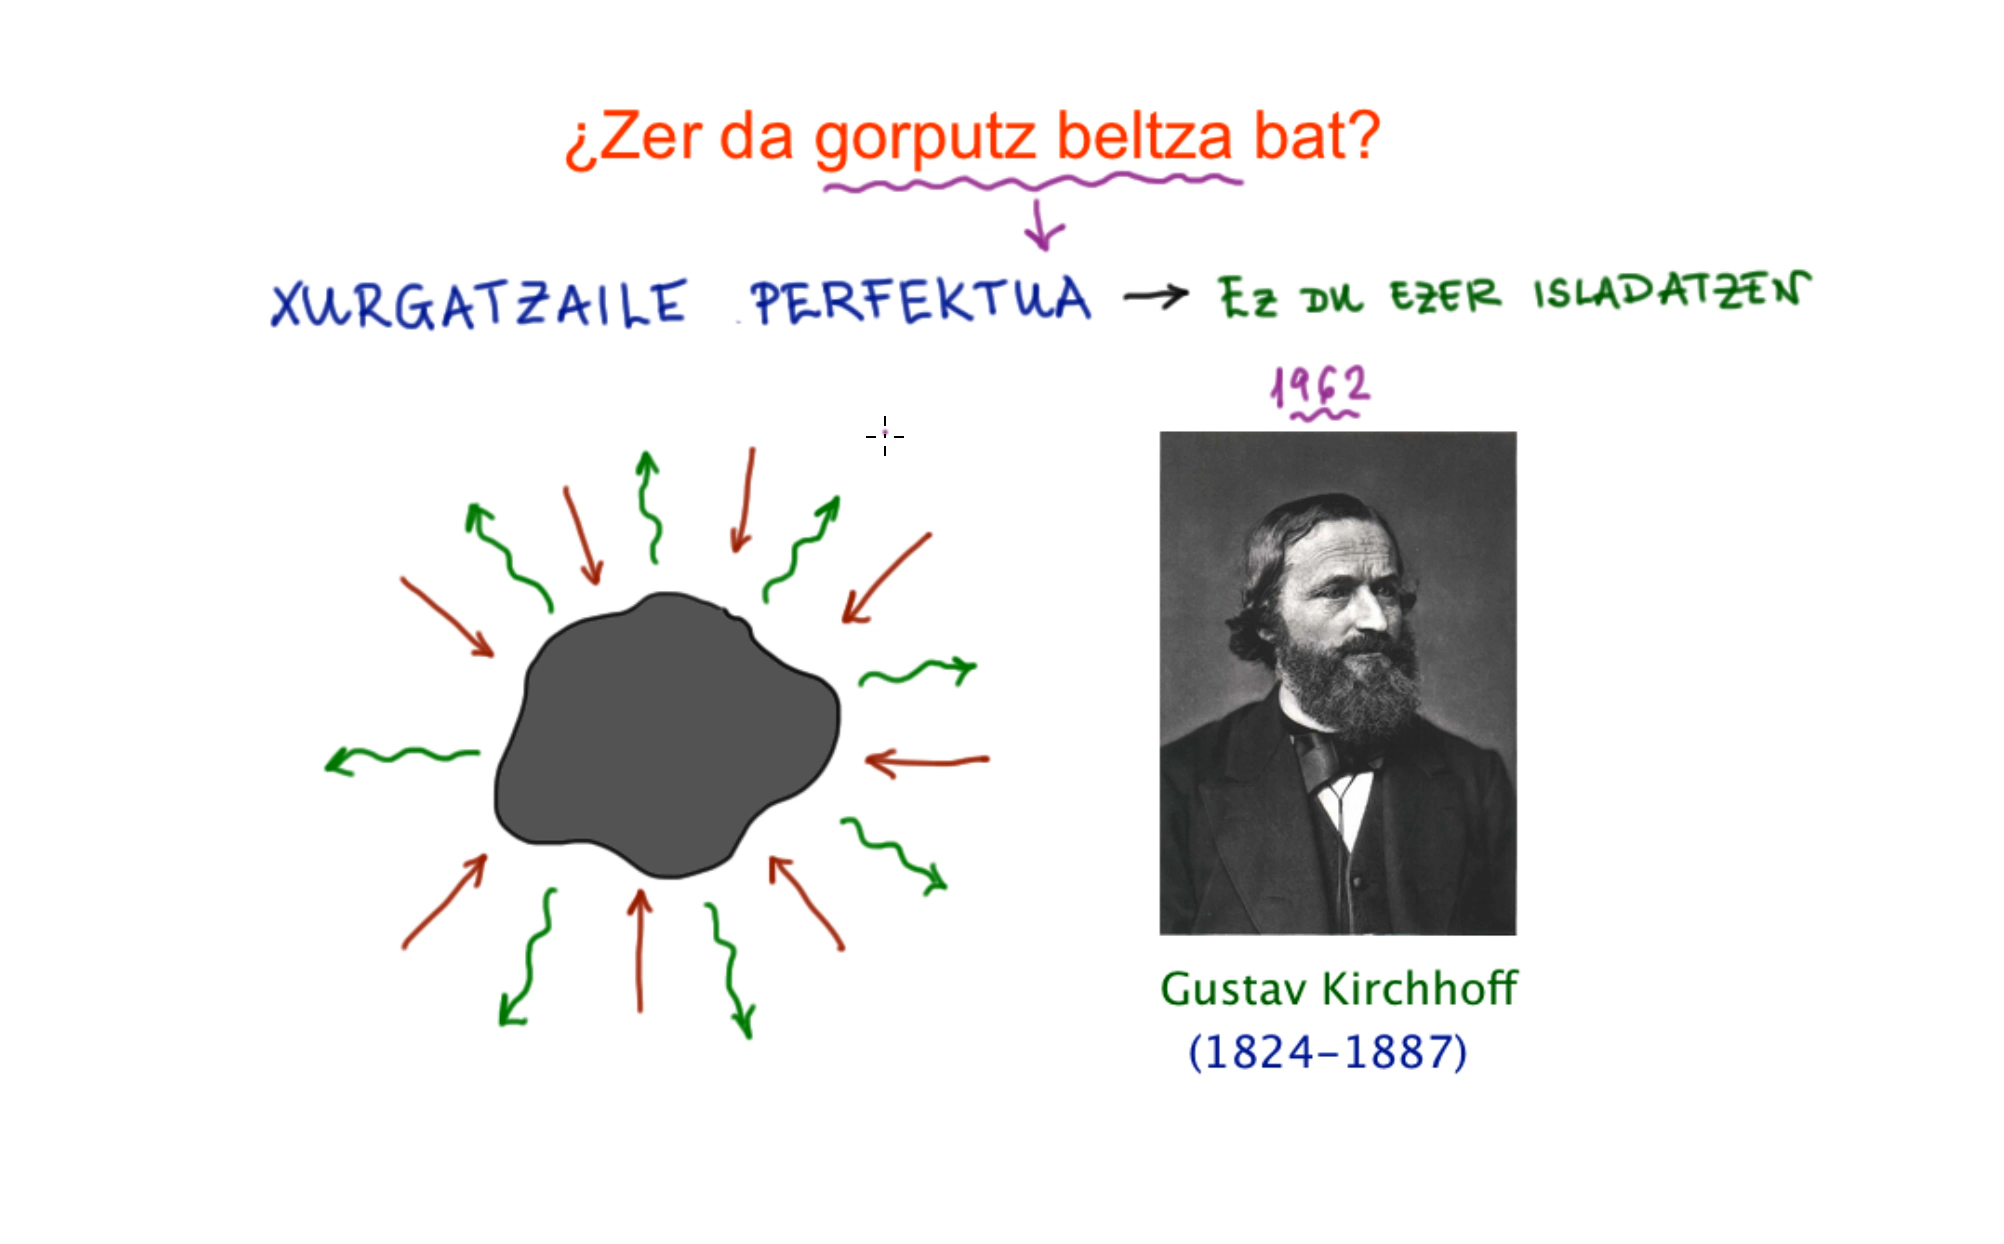 ¿Zer da gorputz beltza bat?
XURGATZAILE PERFEKTUA → EZ DU EZER ISLADATZEN
1962
Gustav Kirchhoff
(1824-1887)